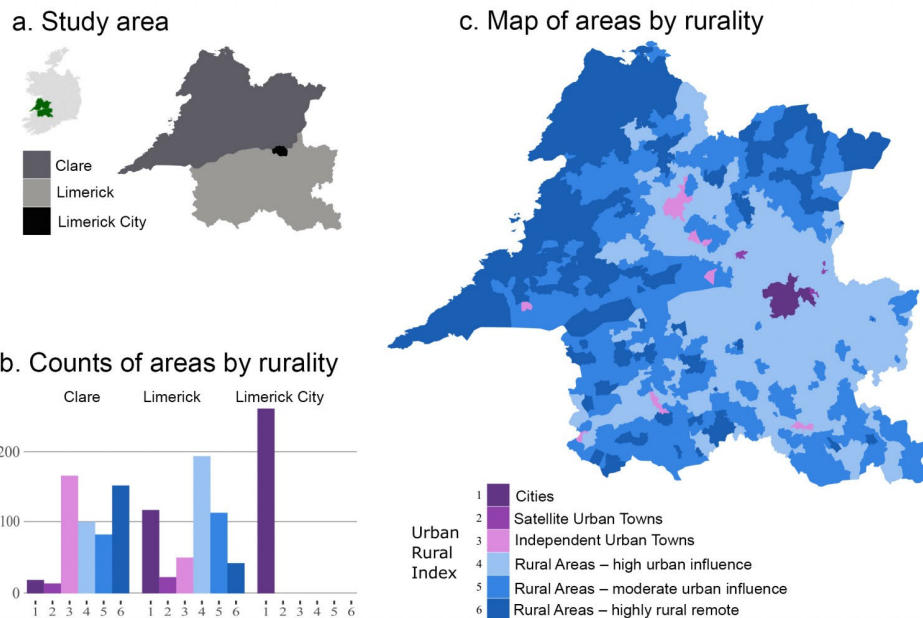 a. Study area
Clare
Limerick
Limerick City
b. Counts of areas by rurality
Clare Limerick Limerick City
200
100
0
1 2 3 4 5 6 1 2 3 4 5 6 1 2 3 4 5 6
c. Map of areas by rurality
Urban
Rural
Index
1 Cities
2 Satellite Urban Towns
3 Independent Urban Towns
4 Rural Areas – high urban influence
5 Rural Areas – moderate urban influence
6 Rural Areas – highly rural remote